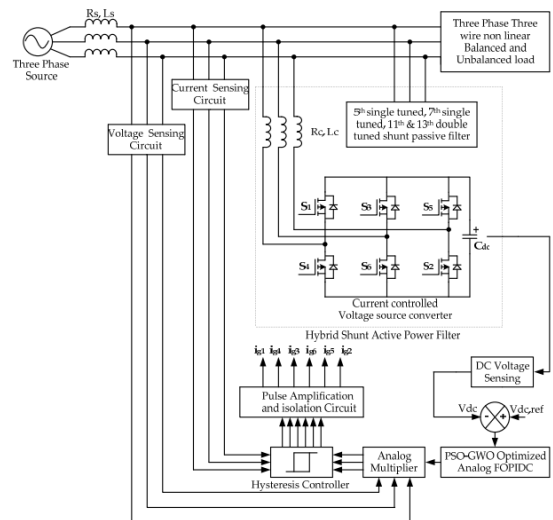 Rs, Ls
Three Phase
Source
Three Phase Three
wire non linear
Balanced and
Unbalanced load
Current Sensing
Circuit
Voltage Sensing
Circuit
5th single tuned, 7th single
tuned, 11th & 13th double
tuned shunt passive filter
Rc, Lc
S1
S3
S5
S4
S6
S2
+
Cdc
Current controlled
Voltage source converter
Hybrid Shunt Active Power Filter
ig1 ig4 ig3 ig6 ig5 ig2
Pulse Amplification
and isolation Circuit
DC Voltage
Sensing
Vdc
- +
Vdc,ref
Hysteresis Controller
Analog
Multiplier
PSO-GWO Optimized
Analog FOPIDC